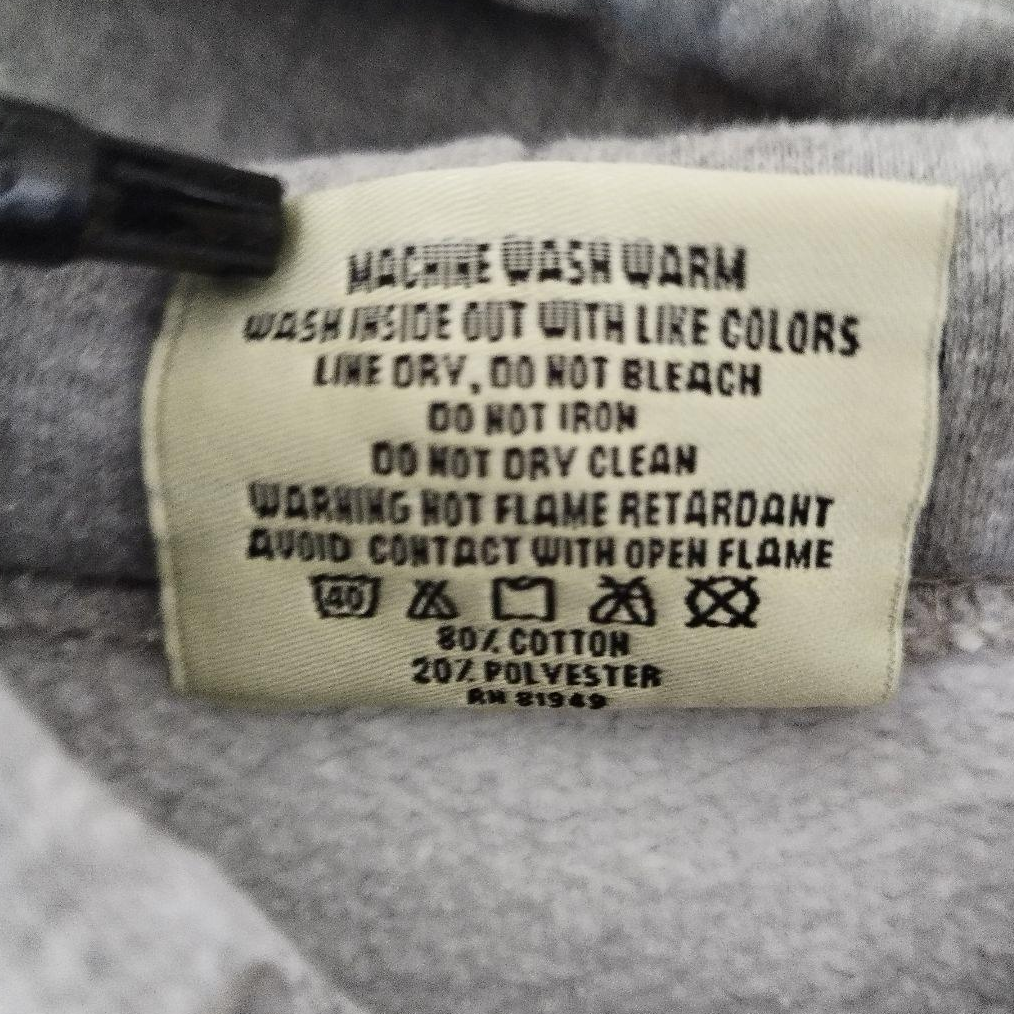 MACHINE WASH WARM
WASH INSIDE OUT WITH LIKE COLORS
LINE DRY, DO NOT BLEACH
DO NOT IRON
DO NOT DRY CLEAN
WARNING NOT FLAME RETARDANT
AVOID CONTACT WITH OPEN FLAME
40
80% COTTON
20% POLYESTER
RN 81949